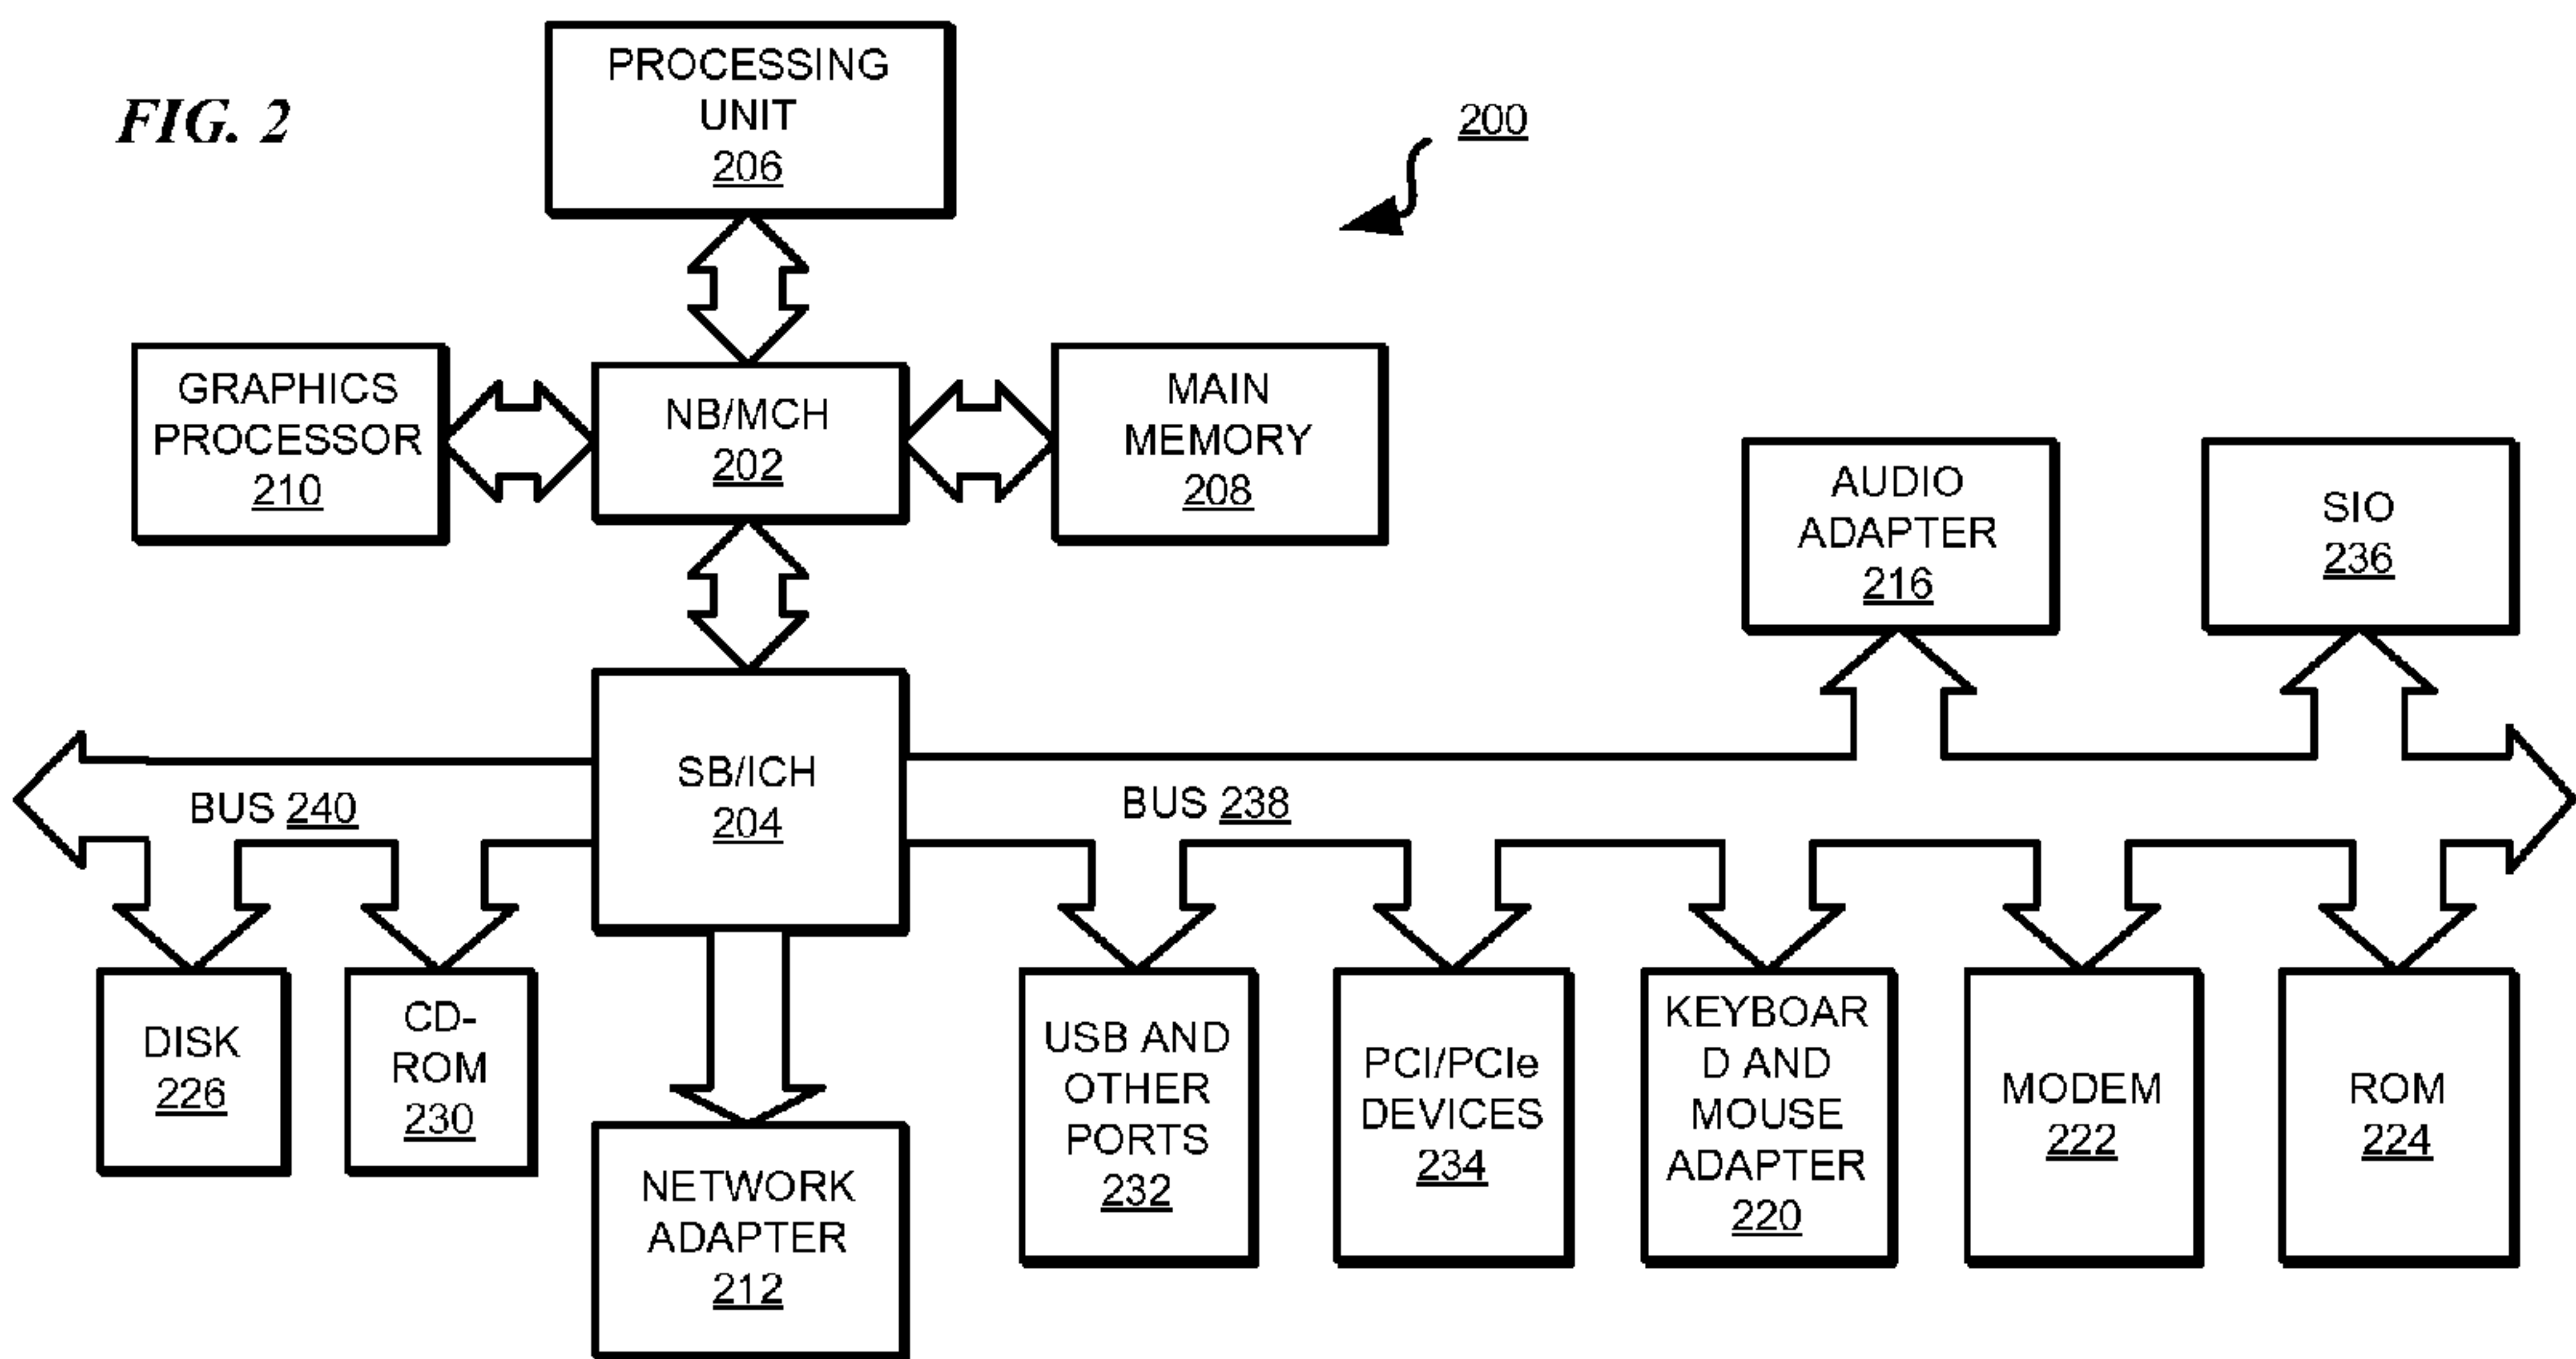 FIG. 2
PROCESSING
UNIT
206
200
GRAPHICS
PROCESSOR
210
NB/MCH
202
MAIN
MEMORY
208
AUDIO
ADAPTER
216
SIO
236
SB/ICH
204
BUS 240
BUS 238
DISK
226
CD-
ROM
230
NETWORK
ADAPTER
212
USB AND
OTHER
PORTS
232
PCI/PCIe
DEVICES
234
KEYBOAR
D AND
MOUSE
ADAPTER
220
MODEM
222
ROM
224